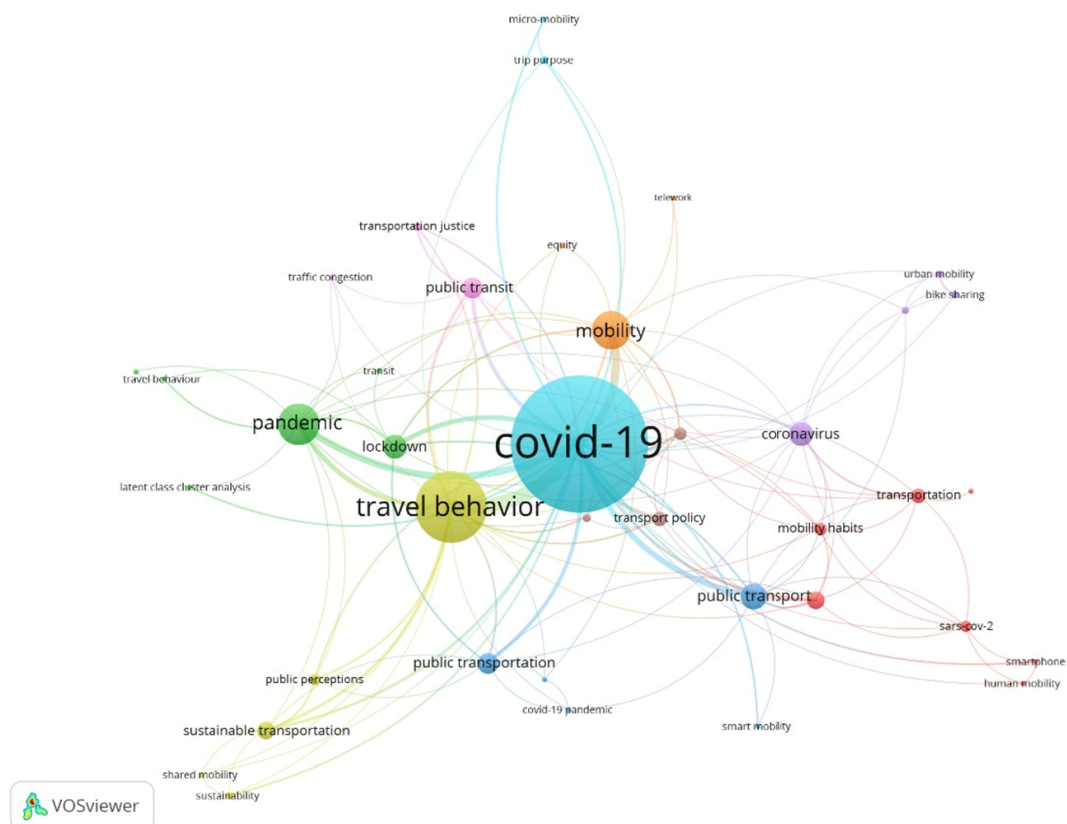 micro-mobility
trip purpose
telework
transportation justice
equity
traffic congestion
public transit
urban mobility
bike sharing
mobility
transit
travel behaviour
pandemic
lockdown
covid-19
coronavirus
latent class cluster analysis
transportation
travel behavior
transport policy
mobility habits
public transport
sars-cov-2
public transportation
smartphone
public perceptions
human mobility
covid-19 pandemic
smart mobility
sustainable transportation
shared mobility
sustainability
VOSviewer